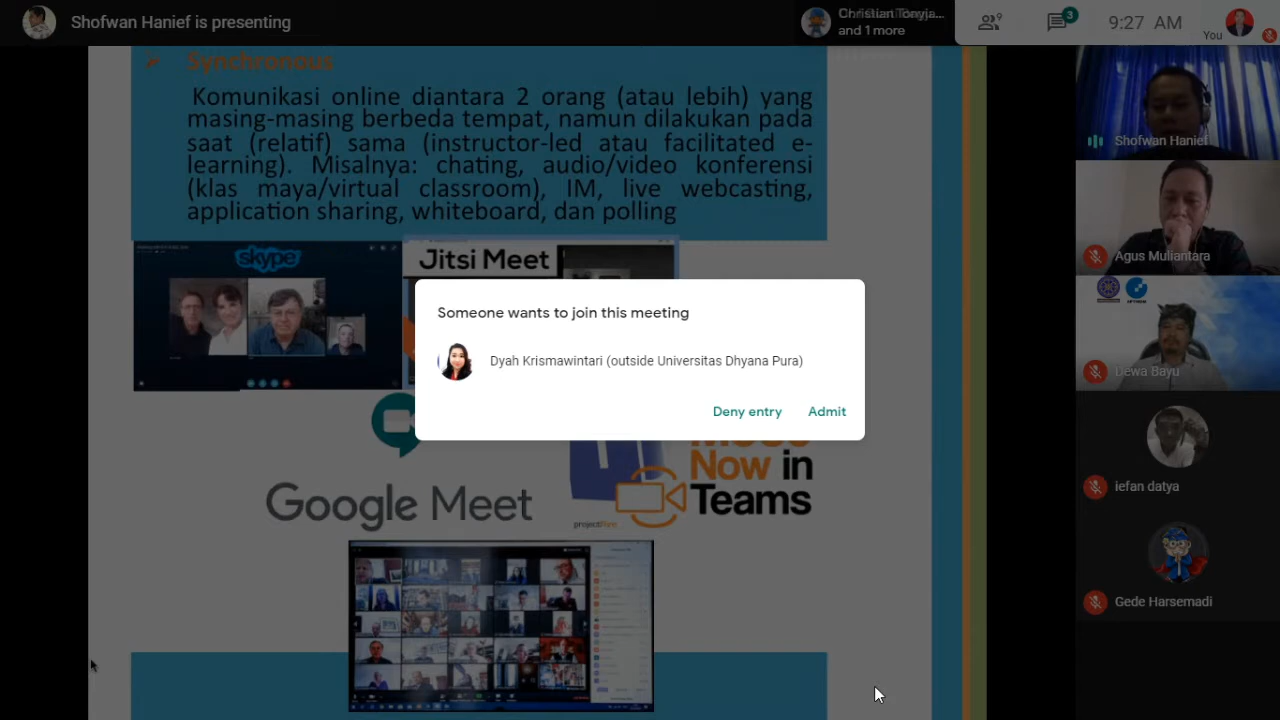 Shofwan Hanief is presenting
and 1 more
9
3
9:27 AM
You
Synchronous
Komunikasi online diantara 2 orang (atau lebih) yang
masing-masing berbeda tempat, namun dilakukan pada
saat (relatif) sama (instructor-led atau facilitated e-
learning). Misalnya: chating, audio/video konferensi
(klas maya/virtual classroom), IM, live webcasting,
application sharing, whiteboard, dan polling
skype
Jitsi Meet
Someone wants to join this meeting
Dyah Krismawintari (outside Universitas Dhyana Pura)
Deny entry
Admit
Google Meet
Now in
Teams
Shofwan Hanief
Agus Muliantara
Dewa Bayu
iefan datya
Gede Harsemadi